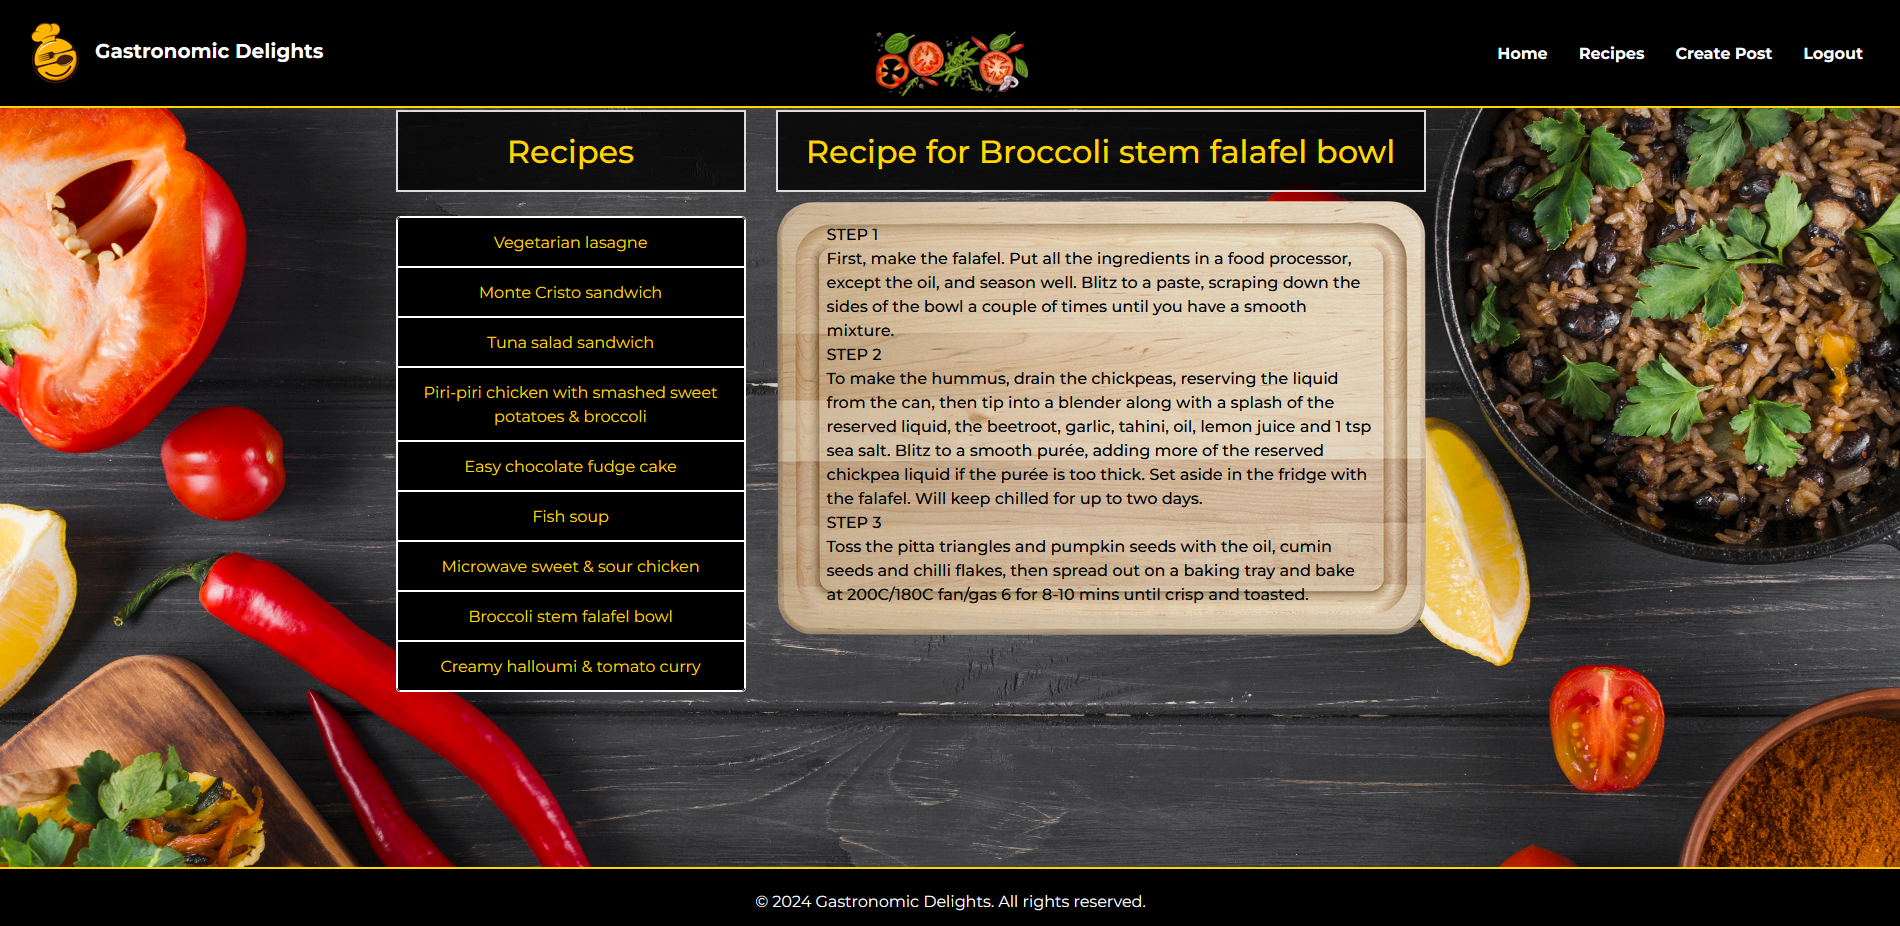 Gastronomic Delights
Home
Recipes
Create Post
Logout
Recipes
Vegetarian lasagne
Monte Cristo sandwich
Tuna salad sandwich
Piri-piri chicken with smashed sweet
potatoes & broccoli
Easy chocolate fudge cake
Fish soup
Microwave sweet & sour chicken
Broccoli stem falafel bowl
Creamy halloumi & tomato curry
Recipe for Broccoli stem falafel bowl
STEP 1
First, make the falafel. Put all the ingredients in a food processor,
except the oil, and season well. Blitz to a paste, scraping down the
sides of the bowl a couple of times until you have a smooth
mixture.
STEP 2
To make the hummus, drain the chickpeas, reserving the liquid
from the can, then tip into a blender along with a splash of the
reserved liquid, the beetroot, garlic, tahini, oil, lemon juice and 1 tsp
sea salt. Blitz to a smooth purée, adding more of the reserved
chickpea liquid if the purée is too thick. Set aside in the fridge with
the falafel. Will keep chilled for up to two days.
STEP 3
Toss the pitta triangles and pumpkin seeds with the oil, cumin
seeds and chilli flakes, then spread out on a baking tray and bake
at 200C/180C fan/gas 6 for 8-10 mins until crisp and toasted.
© 2024 Gastronomic Delights. All rights reserved.